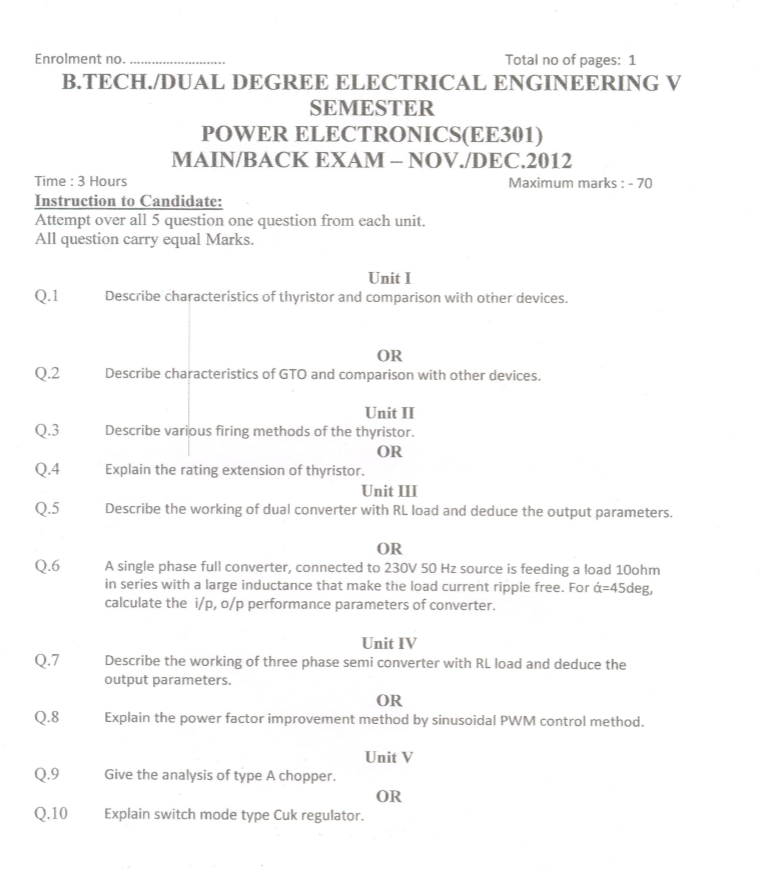 Enrolment no. ..........................
Total no of pages: 1
B.TECH./DUAL DEGREE ELECTRICAL ENGINEERING V
SEMESTER
POWER ELECTRONICS(EE301)
MAIN/BACK EXAM – NOV./DEC.2012
Time : 3 Hours
Maximum marks : - 70
Instruction to Candidate:
Attempt over all 5 question one question from each unit.
All question carry equal Marks.
Unit I
Q.1 Describe characteristics of thyristor and comparison with other devices.
OR
Q.2 Describe characteristics of GTO and comparison with other devices.
Unit II
Q.3 Describe various firing methods of the thyristor.
OR
Q.4 Explain the rating extension of thyristor.
Unit III
Q.5 Describe the working of dual converter with RL load and deduce the output parameters.
OR
Q.6 A single phase full converter, connected to 230V 50 Hz source is feeding a load 10ohm
in series with a large inductance that make the load current ripple free. For ά=45deg,
calculate the i/p, o/p performance parameters of converter.
Unit IV
Q.7 Describe the working of three phase semi converter with RL load and deduce the
output parameters.
OR
Q.8 Explain the power factor improvement method by sinusoidal PWM control method.
Unit V
Q.9 Give the analysis of type A chopper.
OR
Q.10 Explain switch mode type Cuk regulator.